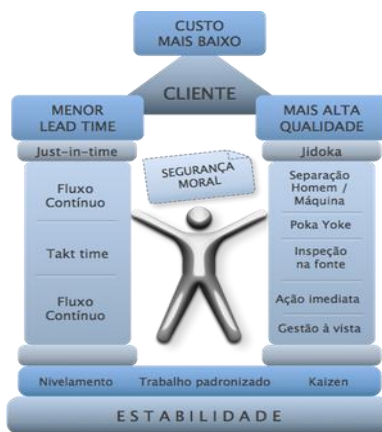 CUSTO
MAIS BAIXO
CLIENTE
MENOR
LEAD TIME
MAIS ALTA
QUALIDADE
Just-in-time
Jidoka
SEGURANÇA
MORAL
Fluxo
Contínuo
Takt time
Fluxo
Contínuo
Separação
Homem /
Máquina
Poka Yoke
Inspeção
na fonte
Ação imediata
Gestão à vista
Nivelamento
Trabalho padronizado
Kaizen
ESTABILIDADE